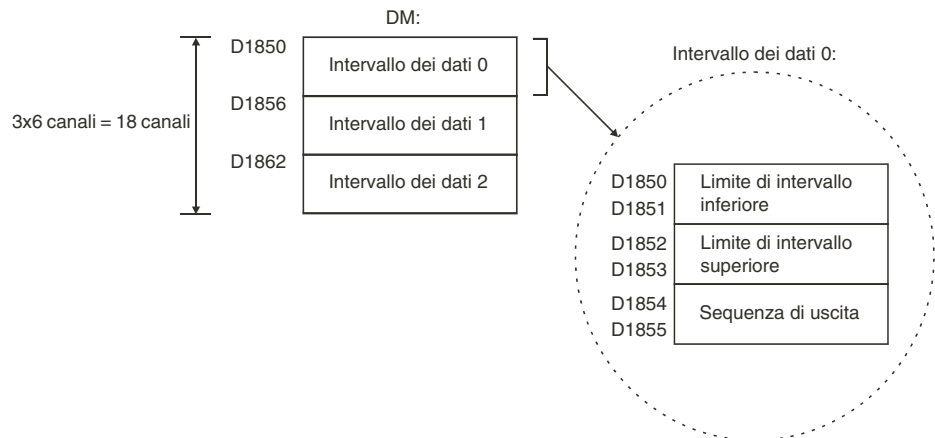 DM:
D1850
Intervallo dei dati 0
D1856
Intervallo dei dati 1
D1862
Intervallo dei dati 2
3x6 canali = 18 canali
Intervallo dei dati 0:
D1850
D1851
Limite di intervallo
inferiore
D1852
D1853
Limite di intervallo
superiore
D1854
D1855
Sequenza di uscita